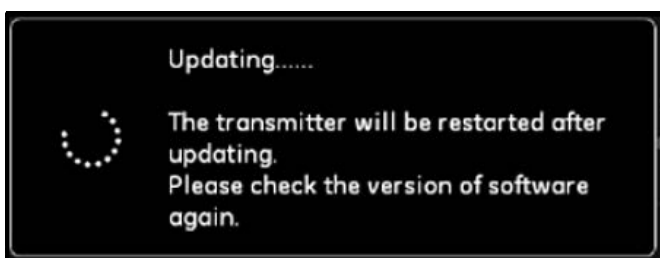 Updating......
The transmitter will be restarted after
updating.
Please check the version of software
again.